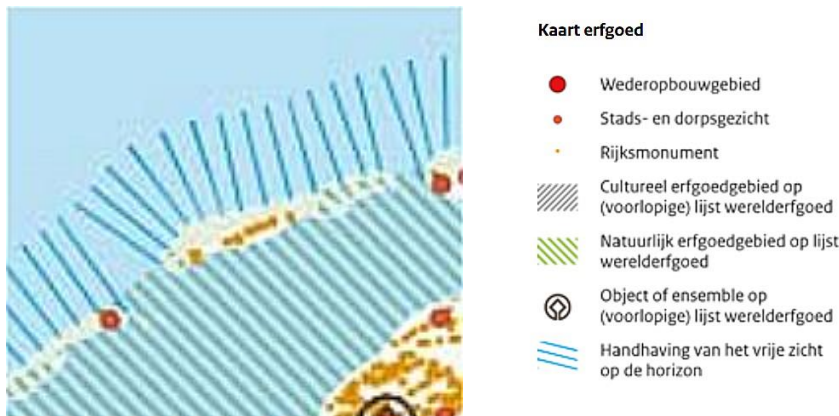 Kaart erfgoed
Wederopbouwgebied
Stads- en dorpsgezicht
Rijksmonument
Cultureel erfgoedgebied op
(voorlopige) lijst werelderfgoed
Natuurlijk erfgoedgebied op lijst
werelderfgoed
Object of ensemble op
(voorlopige) lijst werelderfgoed
Handhaving van het vrije zicht
op de horizon